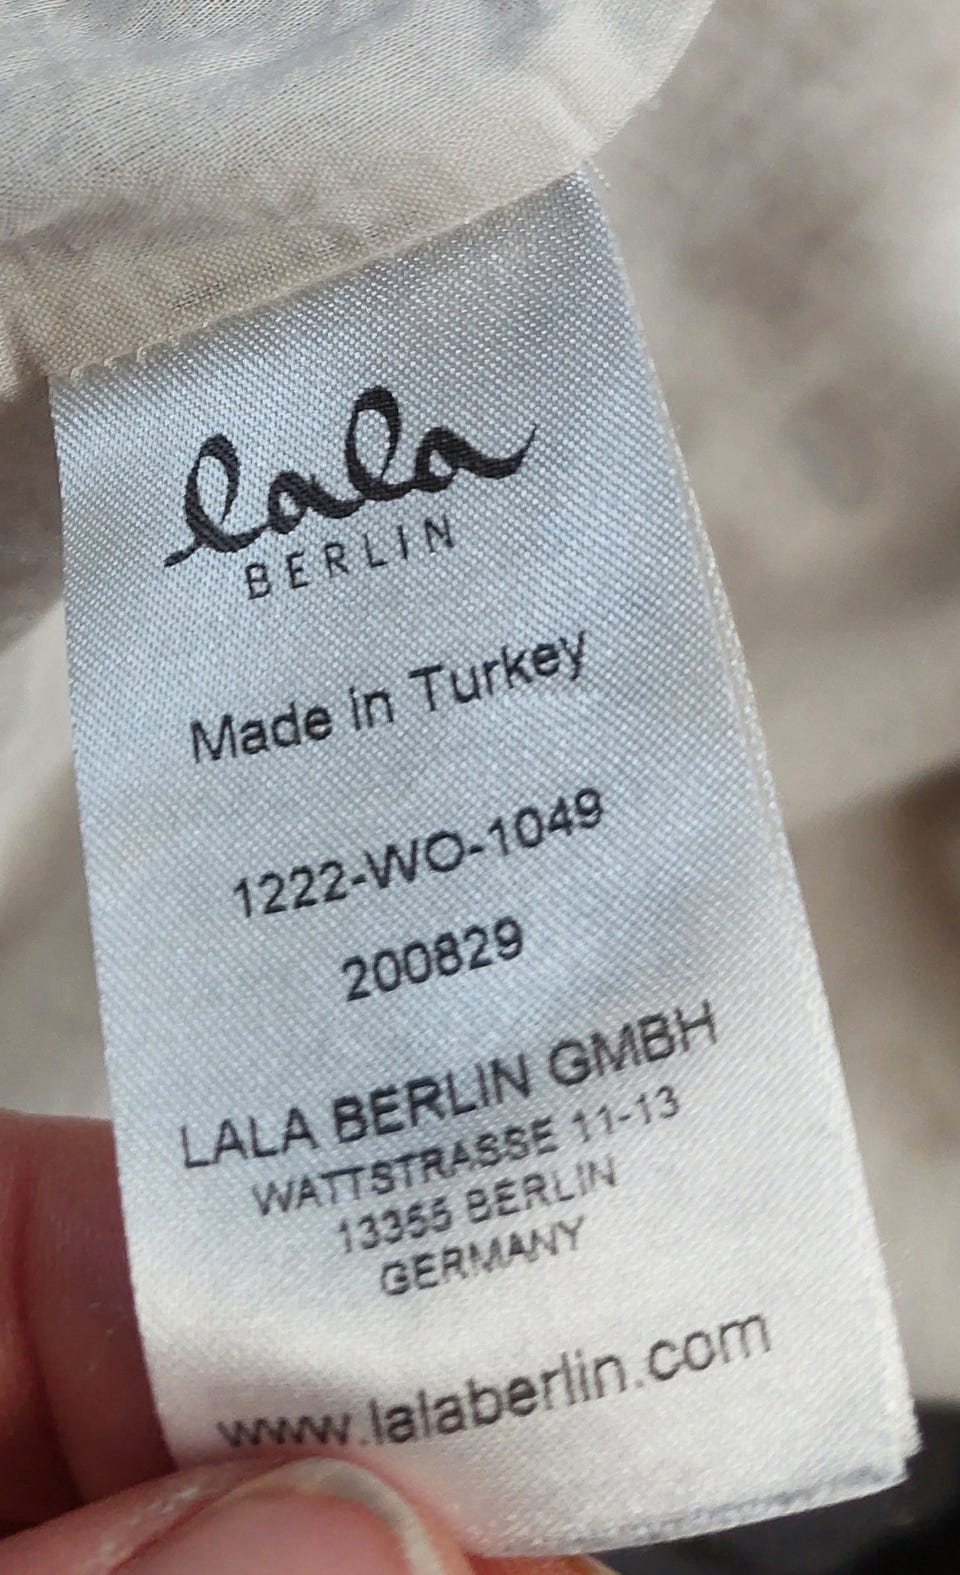 lala
BERLIN
Made in Turkey
1222-WO-1049
200829
LALA BERLIN GMBH
WATTSTRASSE 11-13
13355 BERLIN
GERMANY
www.lalaberlin.com